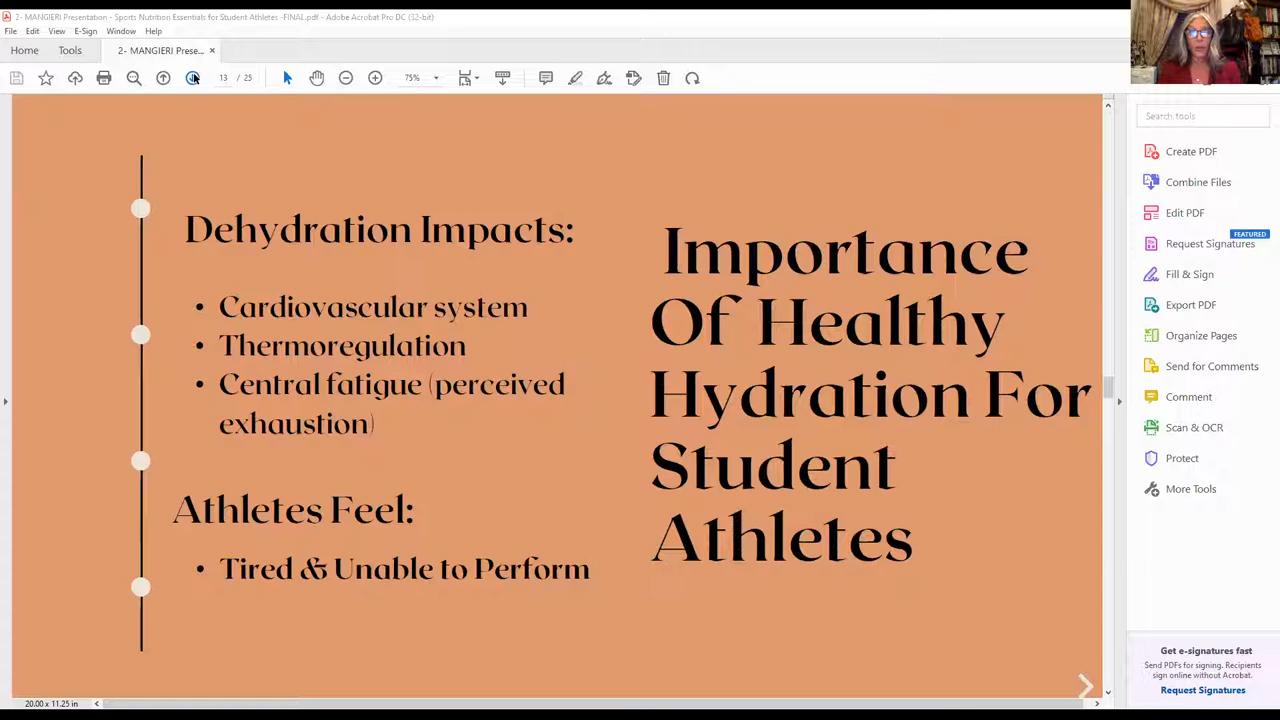 2- MANGIERI Presentation - Sports Nutrition Essentials for Student Athletes -FINAL.pdf - Adobe Acrobat Pro DC (32-bit)
File Edit View E-Sign Window Help
Home Tools 2- MANGIERI Prese... ×
13 / 25 75%
Dehydration Impacts:
• Cardiovascular system
• Thermoregulation
• Central fatigue (perceived
exhaustion)
Athletes Feel:
• Tired & Unable to Perform
Importance
Of Healthy
Hydration For
Student
Athletes
Search tools
Create PDF
Combine Files
Edit PDF
FEATURED
Request Signatures
Fill & Sign
Export PDF
Organize Pages
Send for Comments
Comment
Scan & OCR
Protect
More Tools
Get e-signatures fast
Send PDFs for signing. Recipients
sign online without Acrobat.
Request Signatures
20.00 x 11.25 in